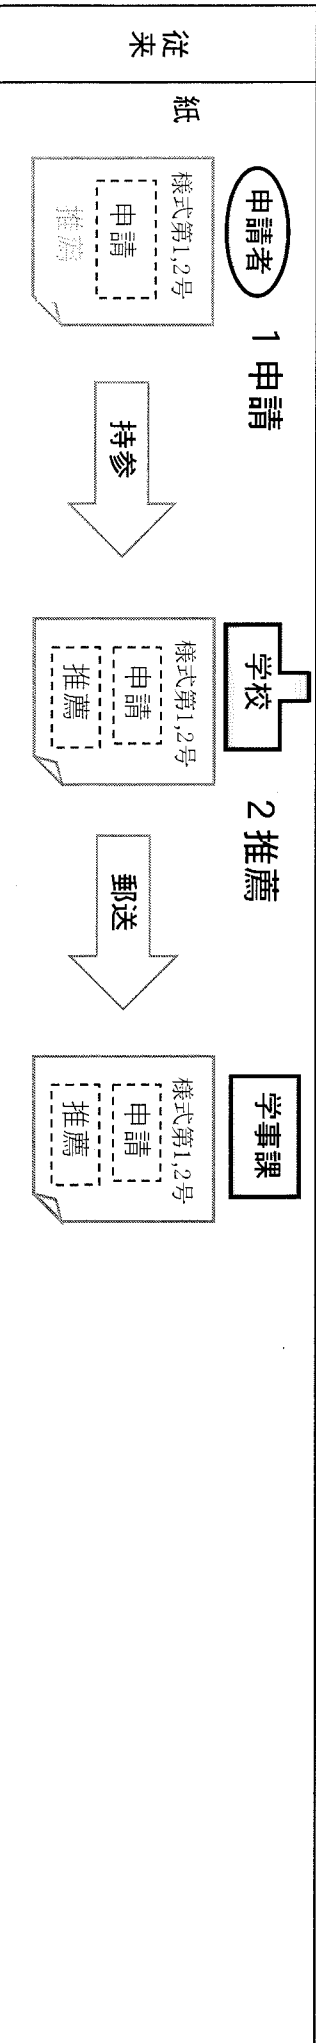 従来
紙
申請者
1 申請
様式第1,2号
申請
推薦
持参
学校
2 推薦
様式第1,2号
申請
推薦
郵送
学事課
様式第1,2号
申請
推薦